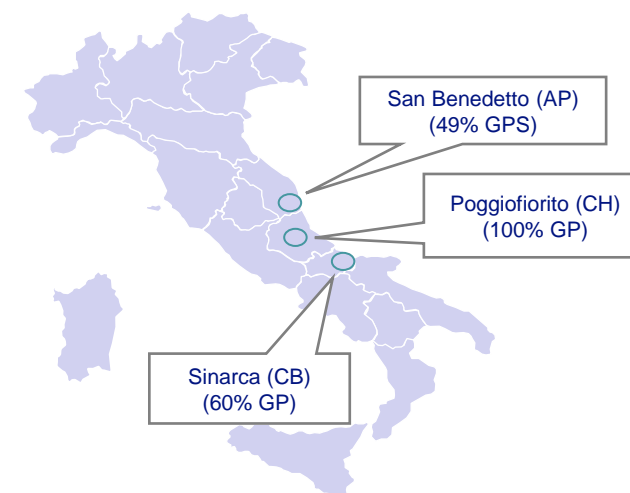 San Benedetto (AP)
(49% GPS)
Poggiofiorito (CH)
(100% GP)
Sinarca (CB)
(60% GP)